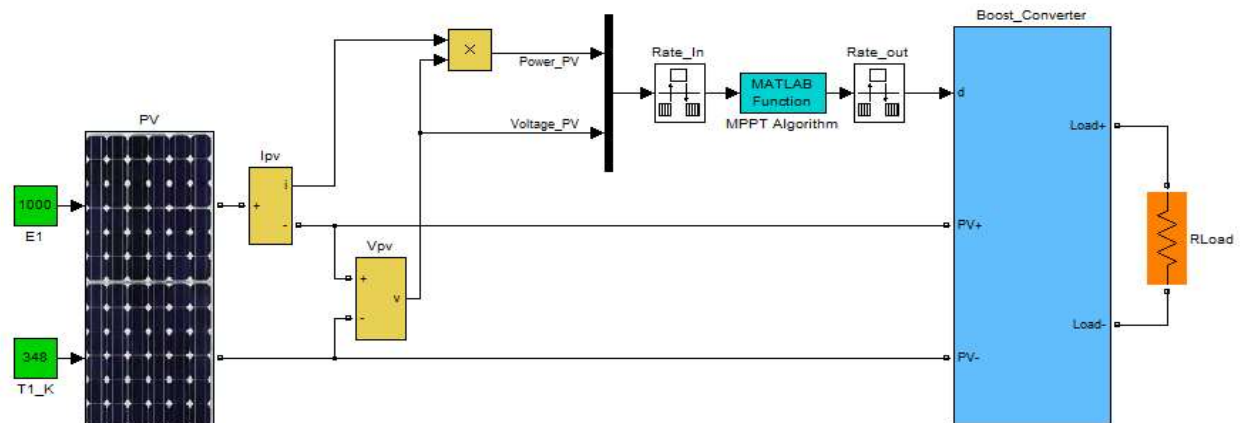 Boost_Converter
×
Power_PV
Rate_In
Rate_out
MATLAB
Function
MPPT Algorithm
d
Voltage_PV
Load+
PV
Ipv
i
+
-
1000
E1
PV+
RLoad
Vpv
+
v
-
Load-
348
T1_K
PV-